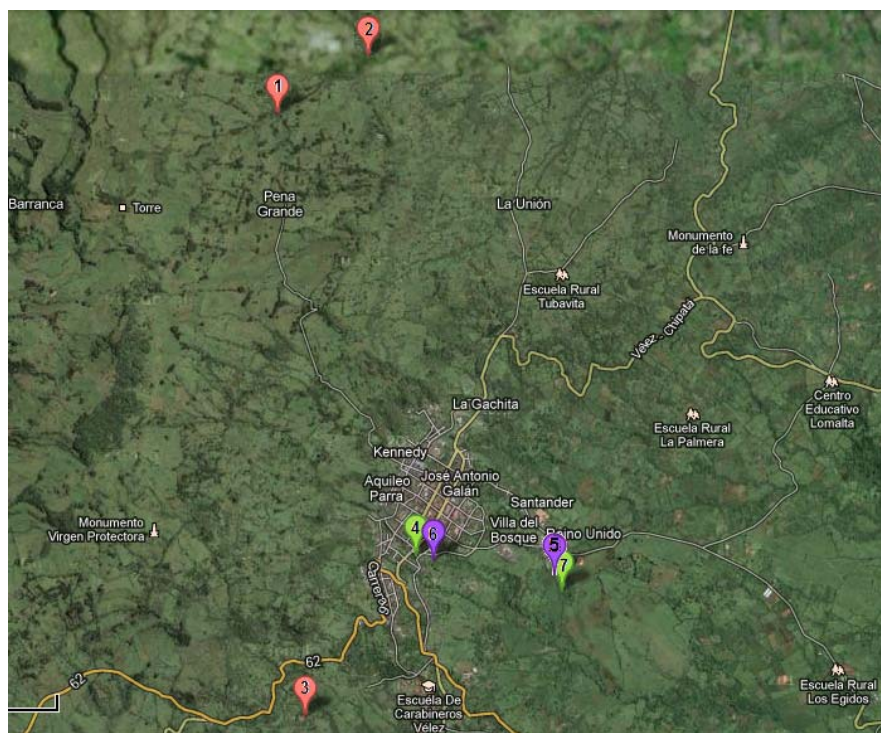 2
1
Barranca
Torre
Pena
Grande
La Unión
Monumento
de la fe
Escuela Rural
Tubavita
Vélez - Chipatá
Centro
Educativo
Lomalta
La Gachita
Escuela Rural
La Palmera
Kennedy
José Antonio
Galán
Aquileo
Parra
Santander
Monumento
Virgen Protectora
Villa del
Bosque
Reino Unido
4
6
5
7
Carrera 9
62
62
3
Escuela De
Carabineros
Vélez
Escuela Rural
Los Egidos